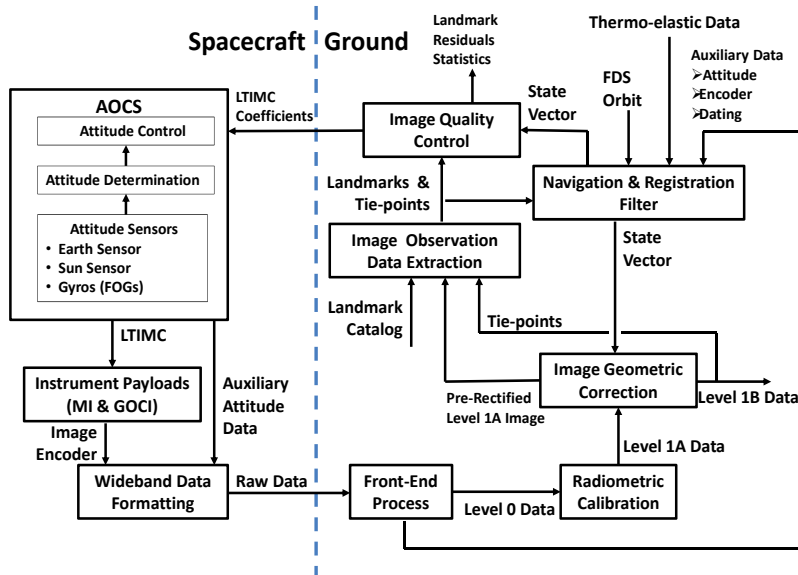 Spacecraft
Ground
Landmark
Residuals
Statistics
Thermo-elastic Data
FDS
Orbit
Auxiliary Data
➢Attitude
➢Encoder
➢Dating
AOCS
Attitude Control
Attitude Determination
Attitude Sensors
• Earth Sensor
• Sun Sensor
• Gyros (FOGs)
LTIMC
Coefficients
Image Quality
Control
State
Vector
Landmarks &
Tie-points
Navigation & Registration
Filter
Image Observation
Data Extraction
State
Vector
Landmark
Catalog
Tie-points
LTIMC
Instrument Payloads
(MI & GOCI)
Auxiliary
Attitude
Data
Image
Encoder
Pre-Rectified
Level 1A Image
Image Geometric
Correction
Level 1B Data
Level 1A Data
Wideband Data
Formatting
Raw Data
Front-End
Process
Level 0 Data
Radiometric
Calibration